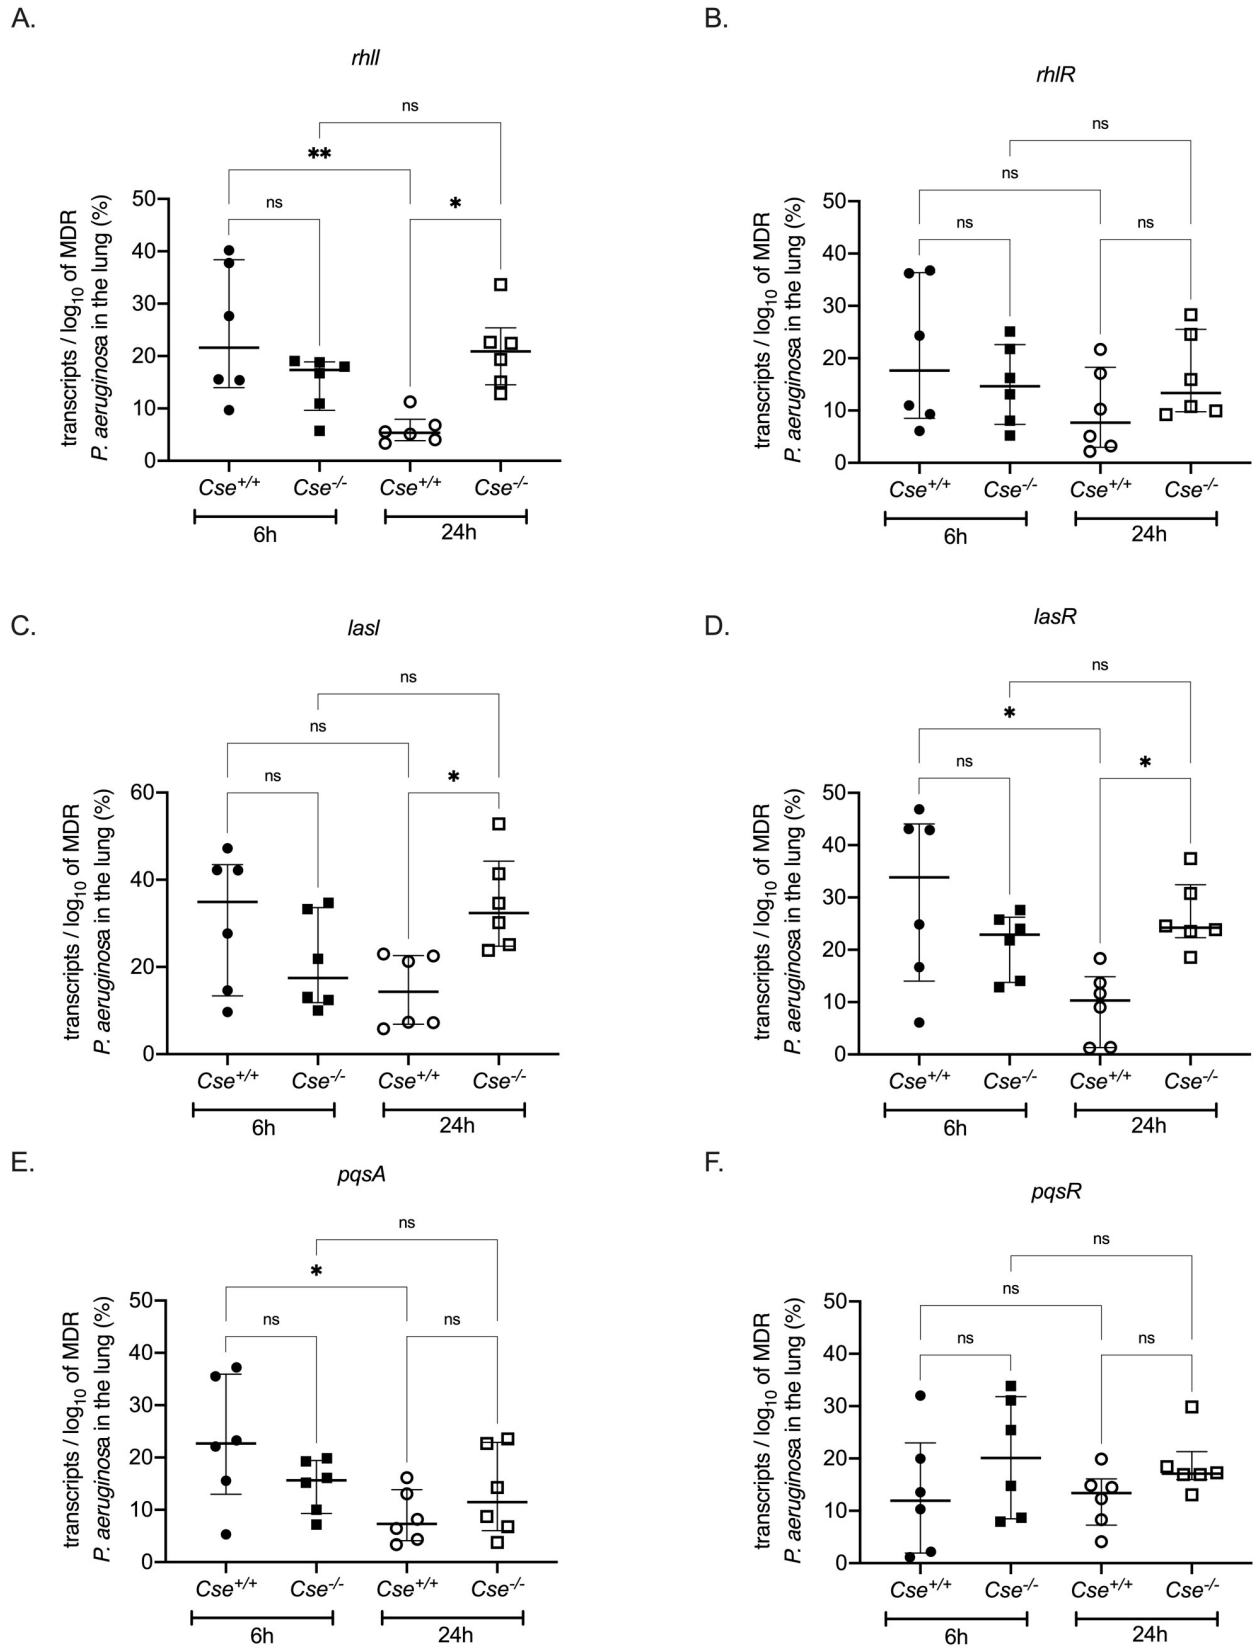 A.
rhlI
ns
**
ns
*
transcripts / log10 of MDR
P. aeruginosa in the lung (%)
50
40
30
20
10
0
Cse+/+
Cse-/-
Cse+/+
Cse-/-
6h
24h
B.
rhlR
ns
ns
ns
ns
transcripts / log10 of MDR
P. aeruginosa in the lung (%)
50
40
30
20
10
0
Cse+/+
Cse-/-
Cse+/+
Cse-/-
6h
24h
C.
lasI
ns
ns
ns
*
transcripts / log10 of MDR
P. aeruginosa in the lung (%)
60
40
20
0
Cse+/+
Cse-/-
Cse+/+
Cse-/-
6h
24h
D.
lasR
ns
*
ns
*
transcripts / log10 of MDR
P. aeruginosa in the lung (%)
50
40
30
20
10
0
Cse+/+
Cse-/-
Cse+/+
Cse-/-
6h
24h
E.
pqsA
ns
*
ns
ns
transcripts / log10 of MDR
P. aeruginosa in the lung (%)
50
40
30
20
10
0
Cse+/+
Cse-/-
Cse+/+
Cse-/-
6h
24h
F.
pqsR
ns
ns
ns
ns
transcripts / log10 of MDR
P. aeruginosa in the lung (%)
50
40
30
20
10
0
Cse+/+
Cse-/-
Cse+/+
Cse-/-
6h
24h